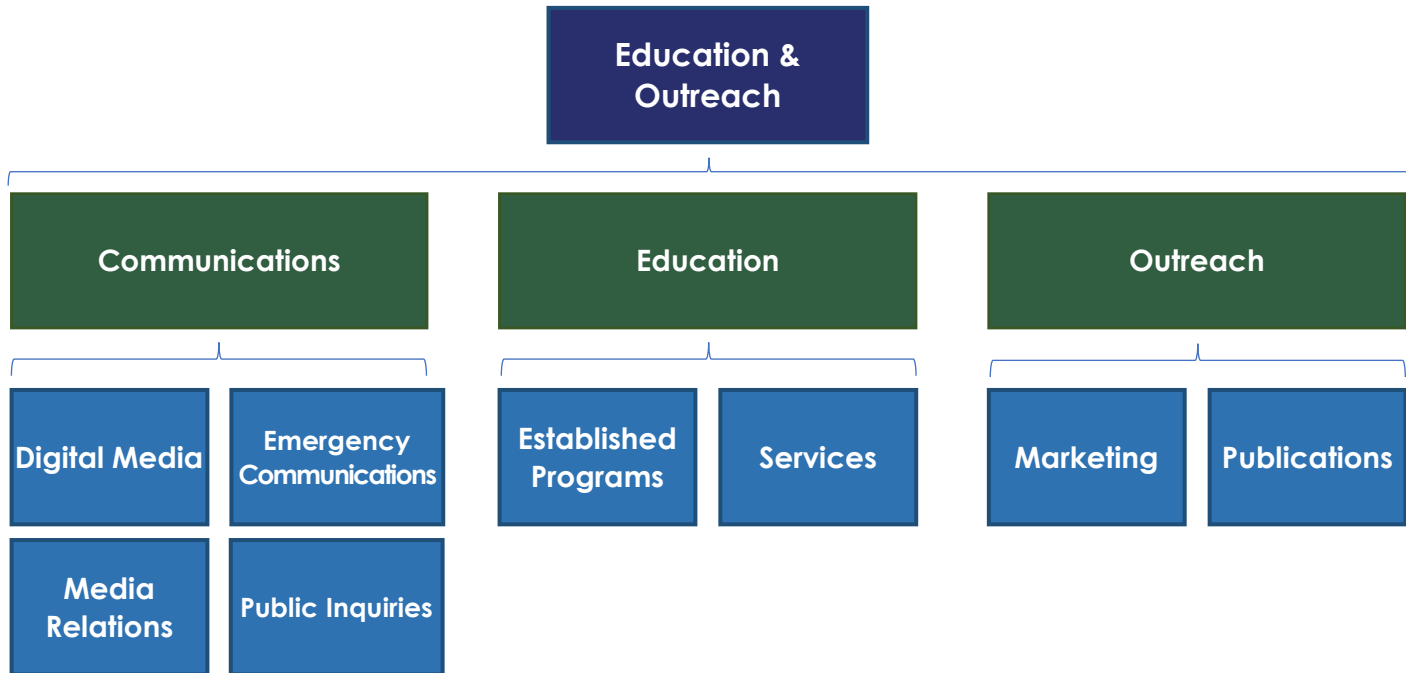 Education &
Outreach
Communications
Education
Outreach
Digital Media
Emergency
Communications
Established
Programs
Services
Marketing
Publications
Media
Relations
Public Inquiries